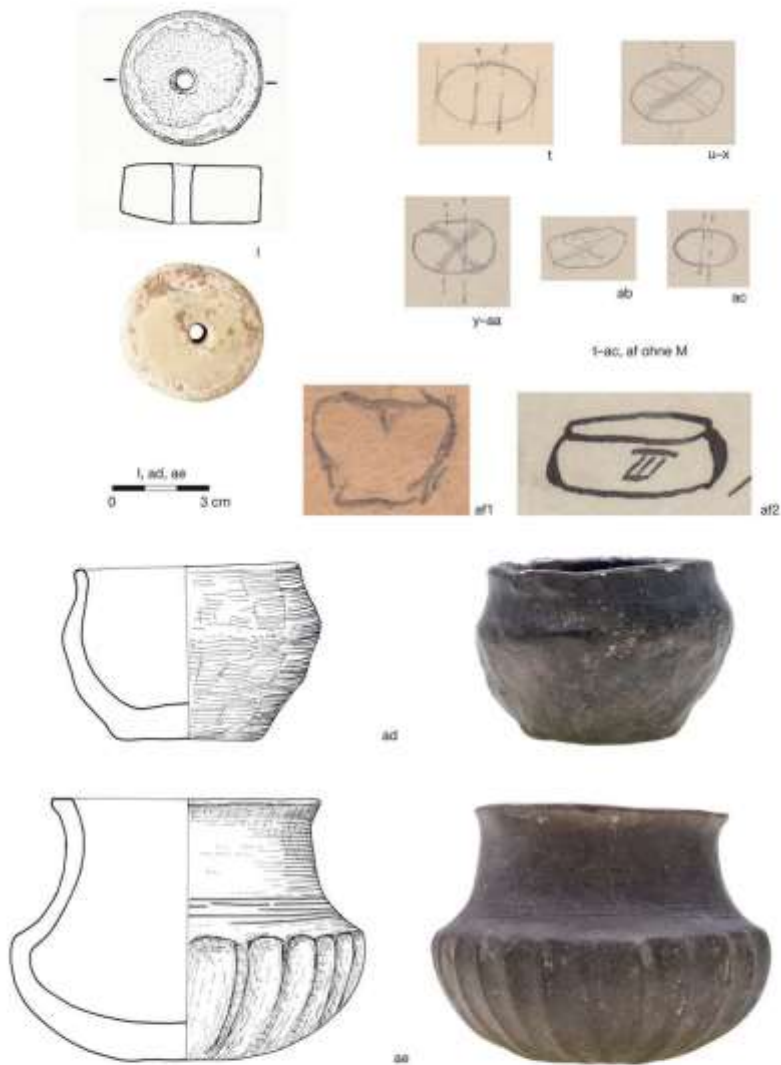 t
u–x
l
y–aa
ab
ac
t–ac, af ohne M
l, ad, ae
0 3 cm
af1
af2
ad
ae